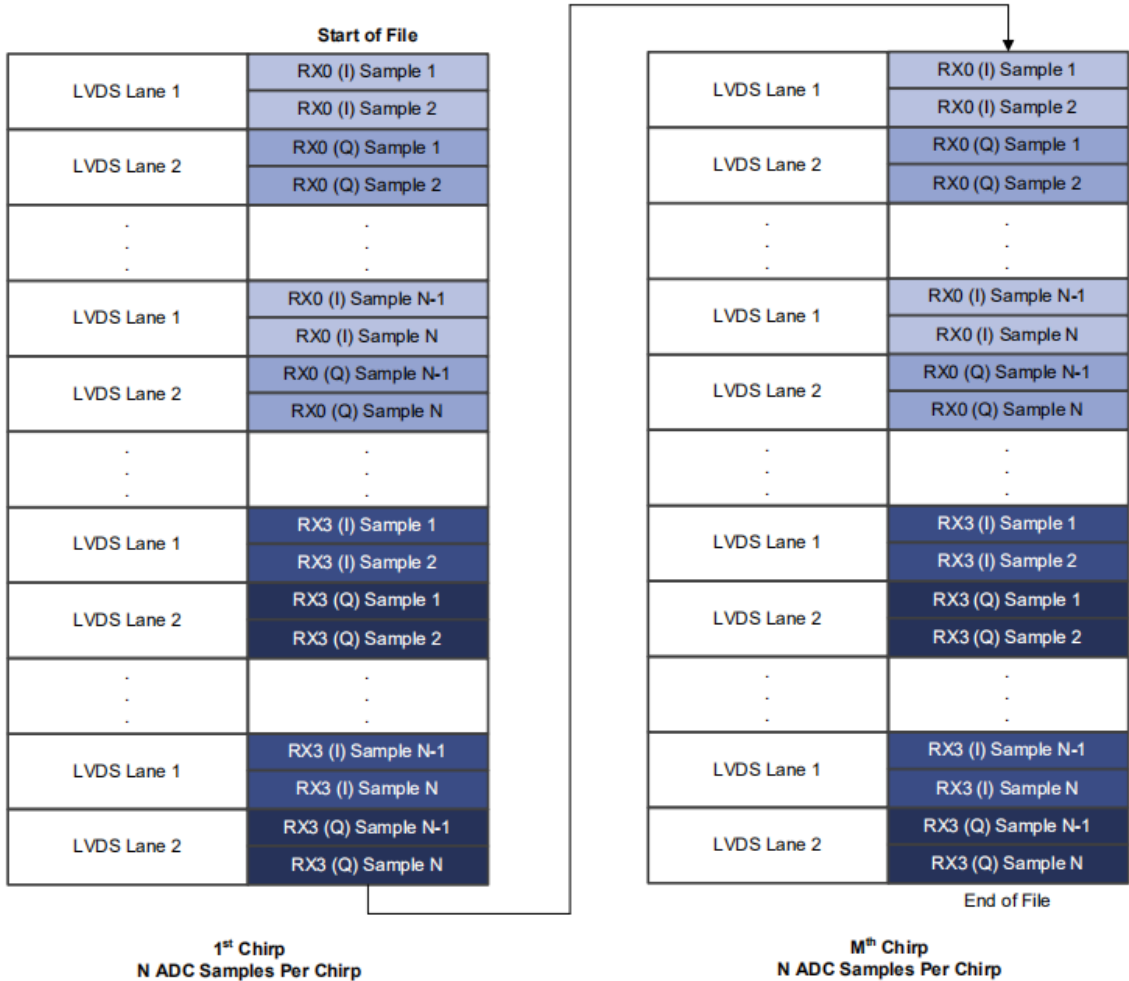 Start of File
LVDS Lane 1
RX0 (I) Sample 1
RX0 (I) Sample 2
LVDS Lane 2
RX0 (Q) Sample 1
RX0 (Q) Sample 2
.
.
.
.
.
.
LVDS Lane 1
RX0 (I) Sample N-1
RX0 (I) Sample N
LVDS Lane 2
RX0 (Q) Sample N-1
RX0 (Q) Sample N
.
.
.
.
.
.
LVDS Lane 1
RX3 (I) Sample 1
RX3 (I) Sample 2
LVDS Lane 2
RX3 (Q) Sample 1
RX3 (Q) Sample 2
.
.
.
.
.
.
LVDS Lane 1
RX3 (I) Sample N-1
RX3 (I) Sample N
LVDS Lane 2
RX3 (Q) Sample N-1
RX3 (Q) Sample N
1st Chirp
N ADC Samples Per Chirp
LVDS Lane 1
RX0 (I) Sample 1
RX0 (I) Sample 2
LVDS Lane 2
RX0 (Q) Sample 1
RX0 (Q) Sample 2
.
.
.
.
.
.
LVDS Lane 1
RX0 (I) Sample N-1
RX0 (I) Sample N
LVDS Lane 2
RX0 (Q) Sample N-1
RX0 (Q) Sample N
.
.
.
.
.
.
LVDS Lane 1
RX3 (I) Sample 1
RX3 (I) Sample 2
LVDS Lane 2
RX3 (Q) Sample 1
RX3 (Q) Sample 2
.
.
.
.
.
.
LVDS Lane 1
RX3 (I) Sample N-1
RX3 (I) Sample N
LVDS Lane 2
RX3 (Q) Sample N-1
RX3 (Q) Sample N
End of File
Mth Chirp
N ADC Samples Per Chirp